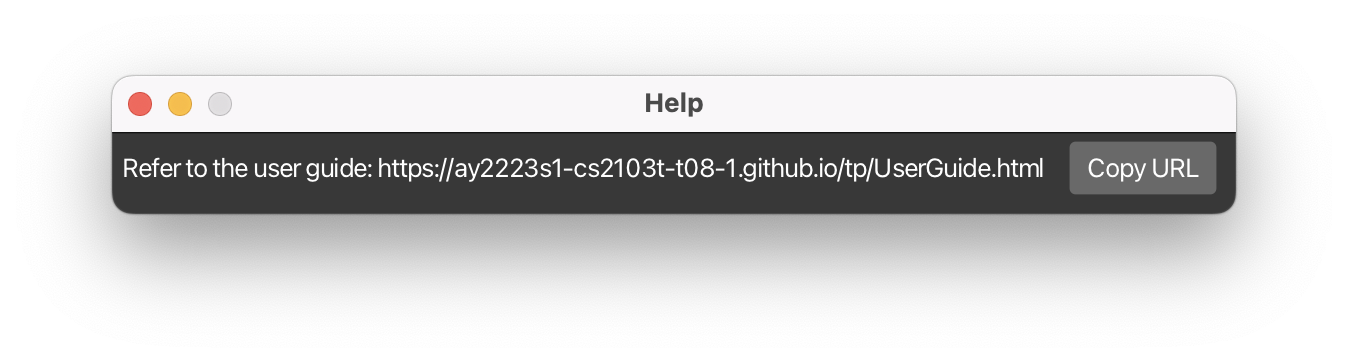 Help
Refer to the user guide: https://ay2223s1-cs2103t-t08-1.github.io/tp/UserGuide.html
Copy URL